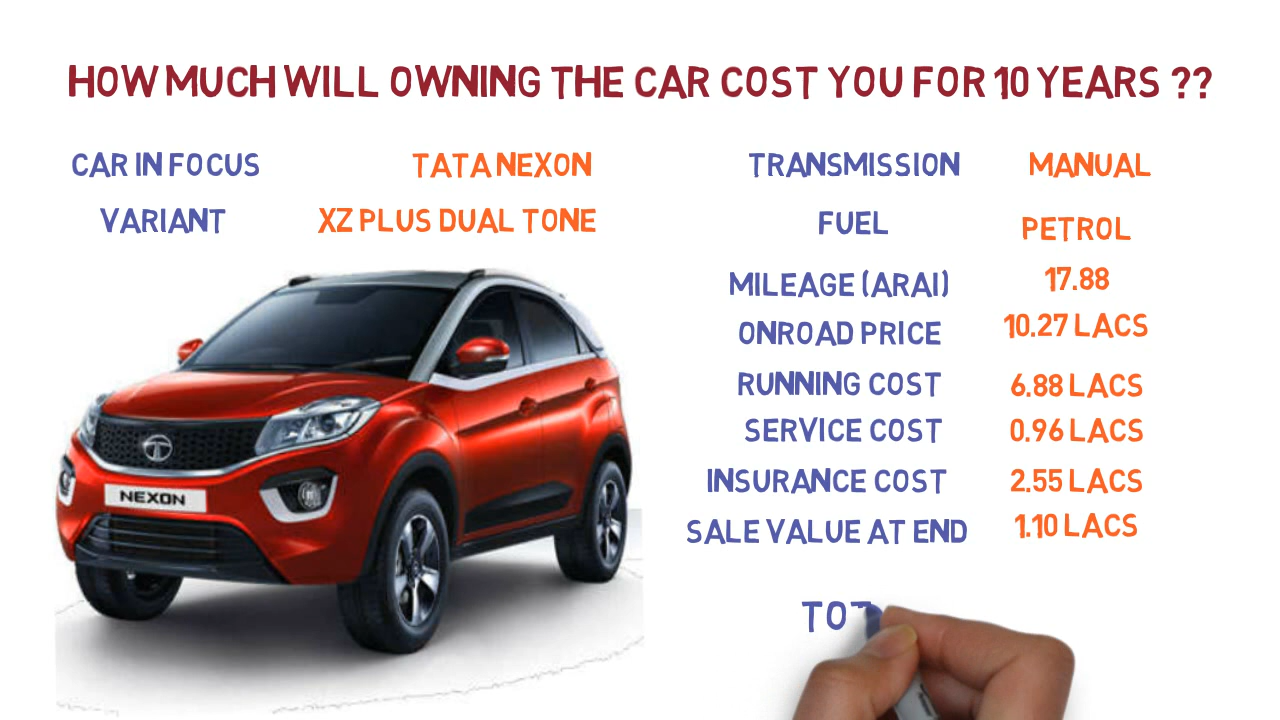 HOW MUCH WILL OWNING THE CAR COST YOU FOR 10 YEARS ??
CAR IN FOCUS TATA NEXON
VARIANT XZ PLUS DUAL TONE
NEXON
TRANSMISSION MANUAL
FUEL PETROL
MILEAGE (ARAI) 17.88
ONROAD PRICE 10.27 LACS
RUNNING COST 6.88 LACS
SERVICE COST 0.96 LACS
INSURANCE COST 2.55 LACS
SALE VALUE AT END 1.10 LACS
TOT